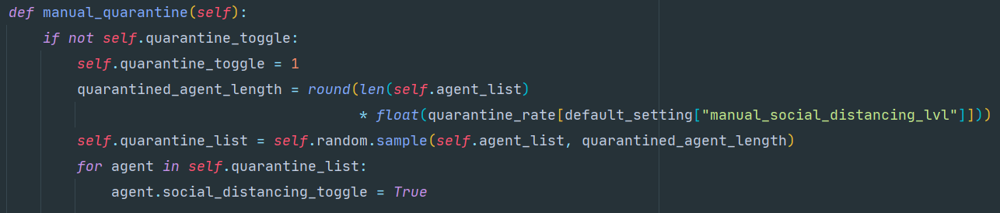 def manual_quarantine(self):
    if not self.quarantine_toggle:
        self.quarantine_toggle = 1
        quarantined_agent_length = round(len(self.agent_list)
                                         * float(quarantine_rate[default_setting["manual_social_distancing_lvl"]]))
        self.quarantine_list = self.random.sample(self.agent_list, quarantined_agent_length)
        for agent in self.quarantine_list:
            agent.social_distancing_toggle = True